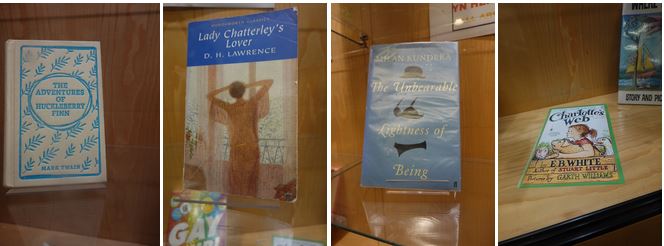 THE
ADVENTURES
OF
HUCKLEBERRY
FINN
MARK TWAIN
WORDSWORTH CLASSICS
Lady Chatterley's
Lover
D. H. LAWRENCE
GAY
MILAN KUNDERA
The Unbearable
Lightness of
Being
Charlotte's
Web
E.B. WHITE
Author of STUART LITTLE
Pictures by GARTH WILLIAMS
WHERE
STORY AND PIC